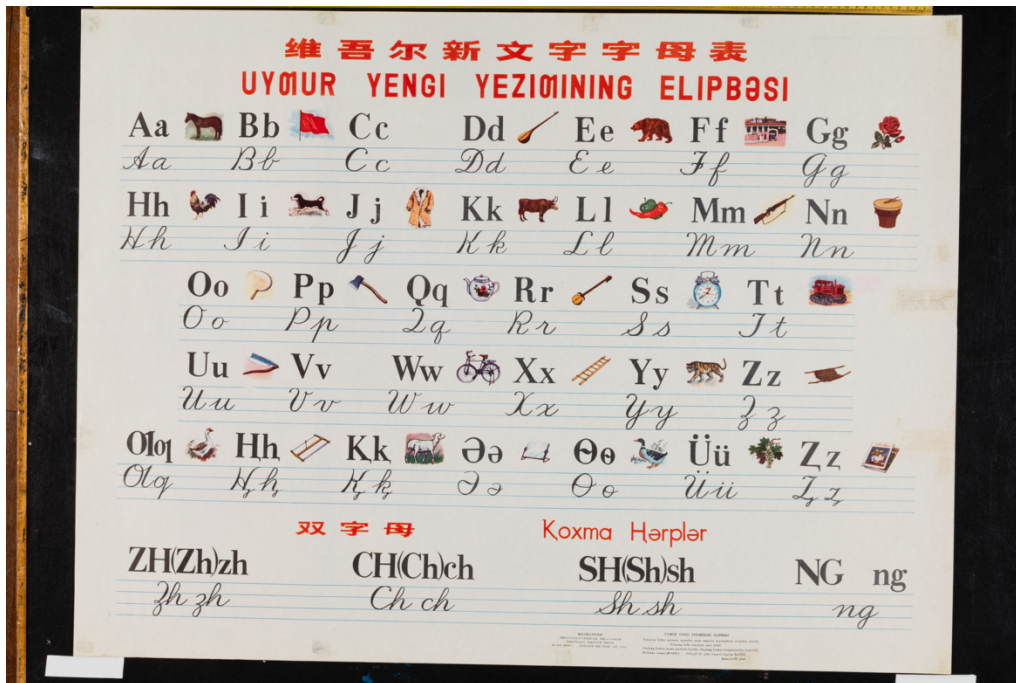 维吾尔新文字字母表
UYƢUR YENGI YEZIƢINING ELIPBƏSI
Aa Bb Cc Dd Ee Ff Gg
Aa Bb Cc Dd Ee Ff Gg
Hh Ii Jj Kk Ll Mm Nn
Hh Ii Jj Kk Ll Mm Nn
Oo Pp Qq Rr Ss Tt
Oo Pp Qq Rr Ss Tt
Uu Vv Ww Xx Yy Zz
Uu Vv Ww Xx Yy Zz
Ƣƣ Ⱨⱨ Ⱪⱪ Əə Өө Üü Ⱬⱬ
Ƣƣ Ⱨⱨ Ⱪⱪ Əə Өө Üü Ⱬⱬ
双字母 Ⱪoxma Ⱨərplər
ZH(Zh)zh CH(Ch)ch SH(Sh)sh NG ng
Zh zh Ch ch Sh sh ng